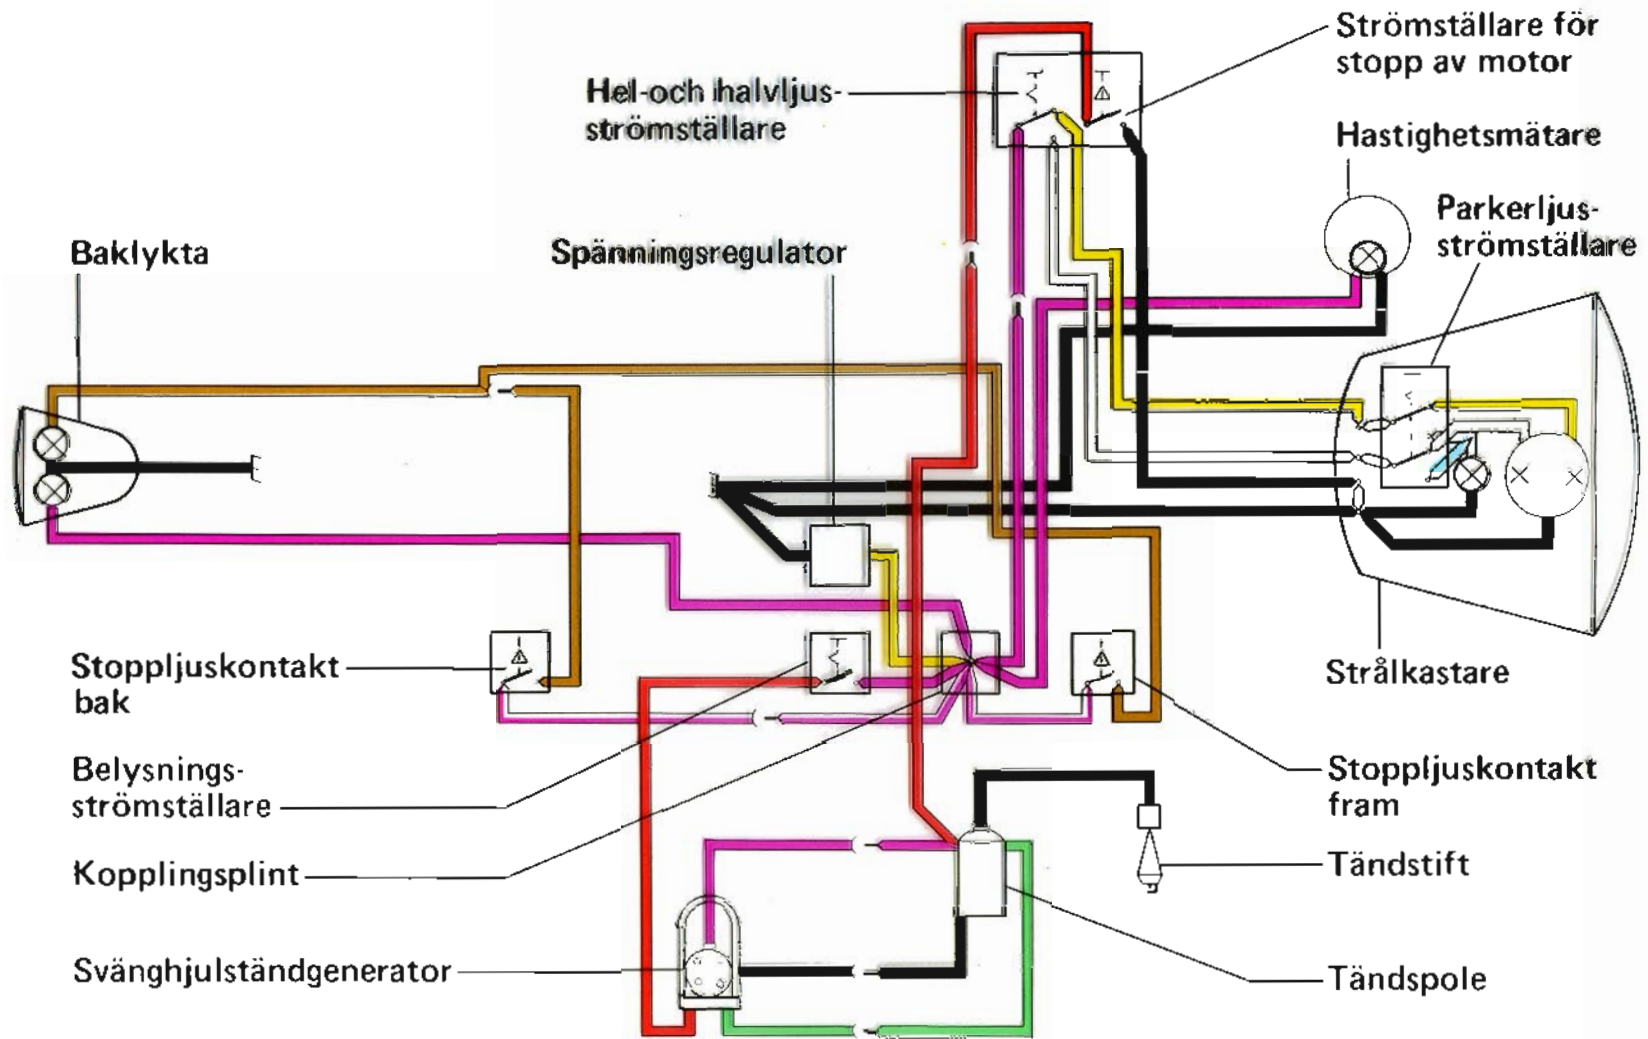 Strömställare för
stopp av motor
Hel-och halvljus-
strömställare
Hastighetsmätare
Parkerljus-
strömställare
Baklykta
Spänningsregulator
Stoppljuskontakt
bak
Strålkastare
Belysnings-
strömställare
Stoppljuskontakt
fram
Kopplingsplint
Tändstift
Svänghjulständgenerator
Tändspole